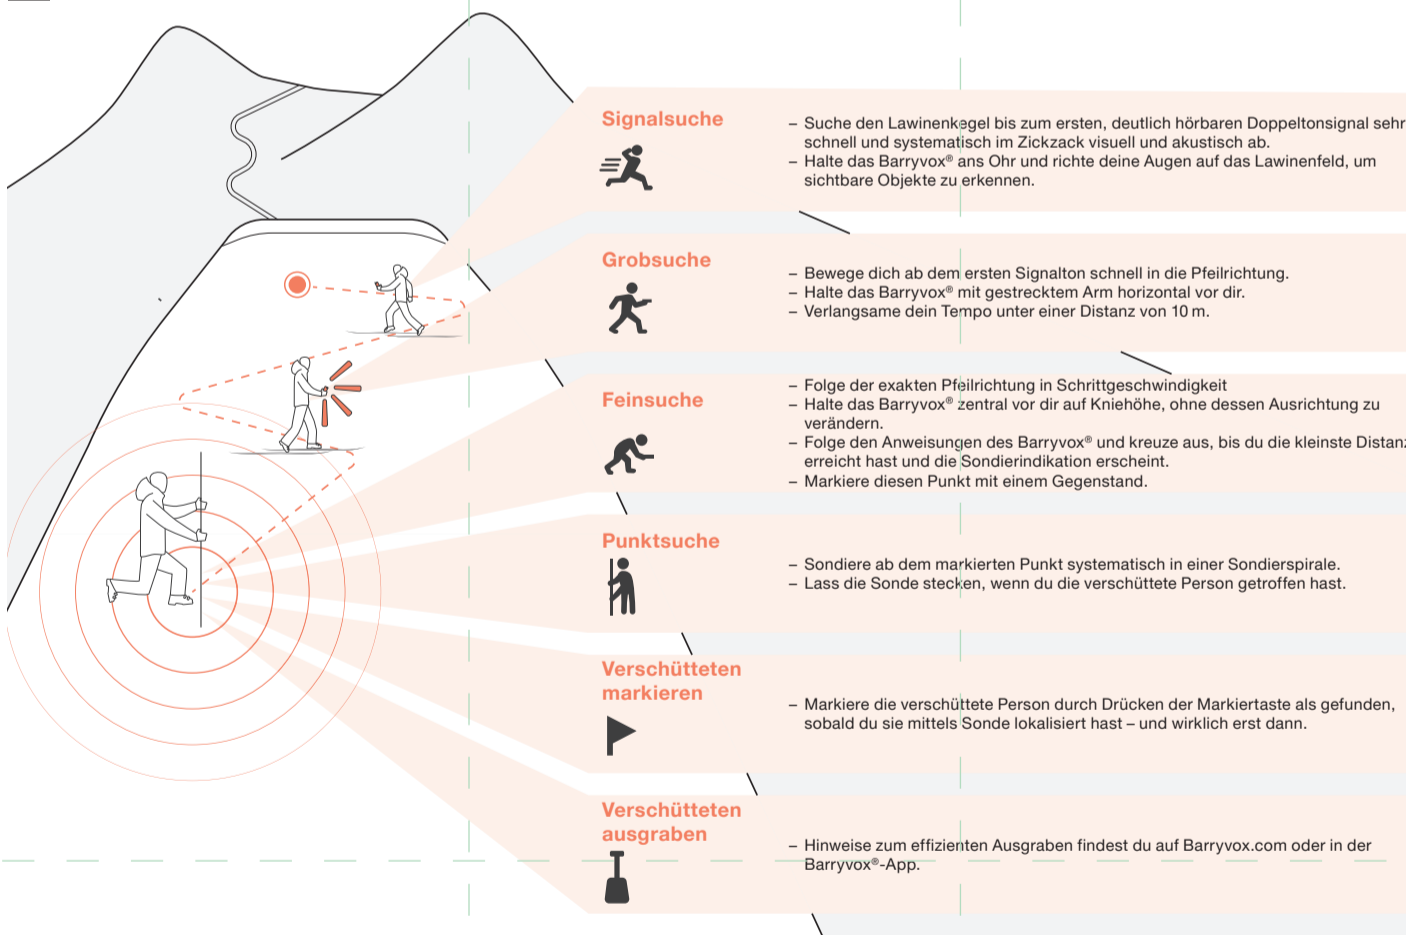 Signalsuche
– Suche den Lawinenkegel bis zum ersten, deutlich hörbaren Doppeltonsignal sehr
schnell und systematisch im Zickzack visuell und akustisch ab.
– Halte das Barryvox® ans Ohr und richte deine Augen auf das Lawinenfeld, um
sichtbare Objekte zu erkennen.
Grobsuche
– Bewege dich ab dem ersten Signalton schnell in die Pfeilrichtung.
– Halte das Barryvox® mit gestrecktem Arm horizontal vor dir.
– Verlangsame dein Tempo unter einer Distanz von 10 m.
Feinsuche
– Folge der exakten Pfeilrichtung in Schrittgeschwindigkeit
– Halte das Barryvox® zentral vor dir auf Kniehöhe, ohne dessen Ausrichtung zu
verändern.
– Folge den Anweisungen des Barryvox® und kreuze aus, bis du die kleinste Distanz
erreicht hast und die Sondierindikation erscheint.
– Markiere diesen Punkt mit einem Gegenstand.
Punktsuche
– Sondiere ab dem markierten Punkt systematisch in einer Sondierspirale.
– Lass die Sonde stecken, wenn du die verschüttete Person getroffen hast.
Verschütteten
markieren
– Markiere die verschüttete Person durch Drücken der Markiertaste als gefunden,
sobald du sie mittels Sonde lokalisiert hast – und wirklich erst dann.
Verschütteten
ausgraben
– Hinweise zum effizienten Ausgraben findest du auf Barryvox.com oder in der
Barryvox®-App.